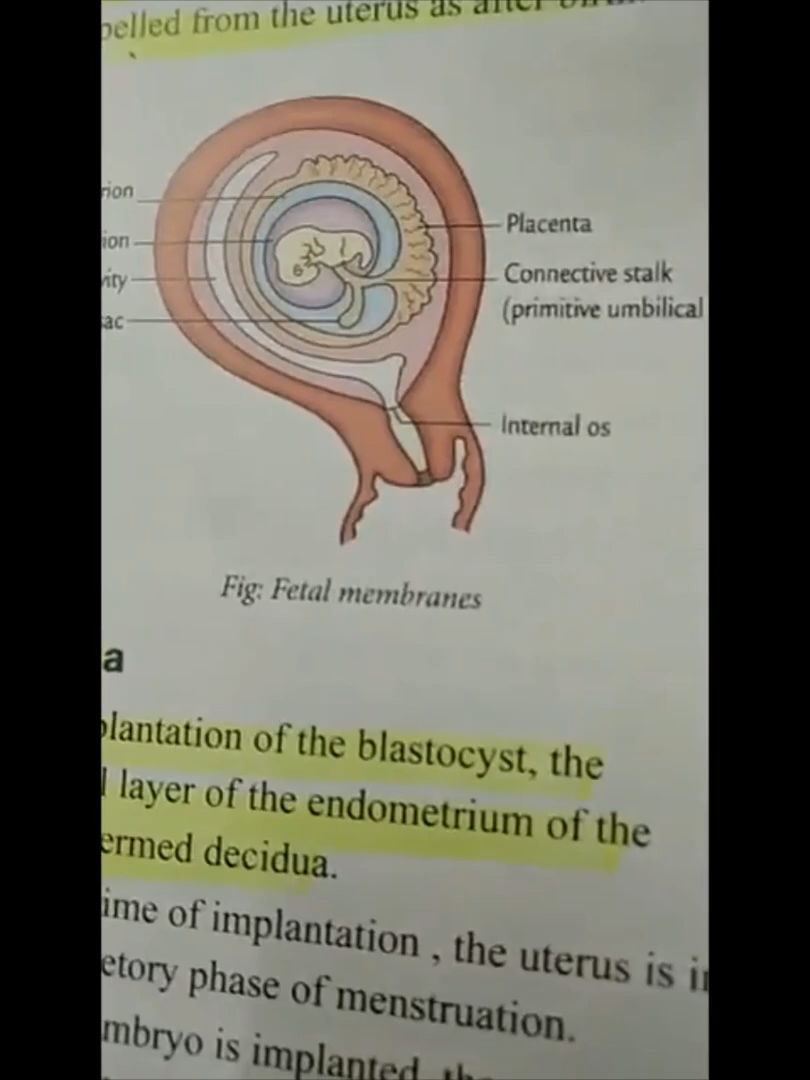 pelled from the uterus as after
rion
ion
vity
ac
Placenta
Connective stalk
(primitive umbilical
Internal os
Fig: Fetal membranes
a
plantation of the blastocyst, the
l layer of the endometrium of the
ermed decidua.
ime of implantation , the uterus is i
etory phase of menstruation.
mbryo is implanted